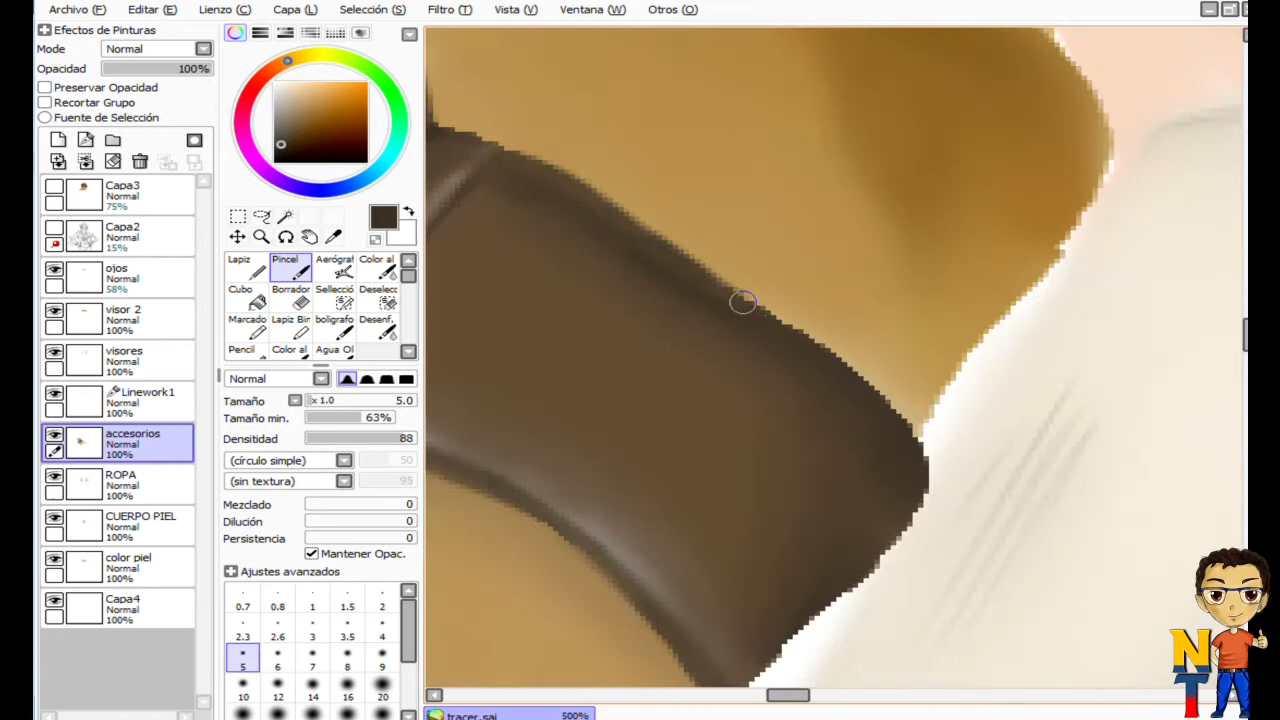 Archivo (F) Editar (E) Lienzo (C) Capa (L) Selección (S) Filtro (T) Vista (V) Ventana (W) Otros (O)
Efectos de Pinturas
Mode Normal
Opacidad 100%
Preservar Opacidad
Recortar Grupo
Fuente de Selección
Capa3
Normal
75%
Capa2
Normal
15%
ojos
Normal
58%
visor 2
Normal
100%
visores
Normal
100%
Linework1
Normal
100%
accesorios
Normal
100%
ROPA
Normal
100%
CUERPO PIEL
Normal
100%
color piel
Normal
100%
Capa4
Normal
100%
Lapiz Pincel Aerógraf Color al
Cubo Borrador Sellecció Deselecc
Marcado Lapiz Bin boligrafo Desenf.
Pencil Color al Agua Ol
Normal
Tamaño x 1.0 5.0
Tamaño min. 63%
Densitidad 88
(círculo simple) 50
(sin textura) 95
Mezclado 0
Dilución 0
Persistencia 0
Mantener Opac.
Ajustes avanzados
0.7 0.8 1 1.5 2
2.3 2.6 3 3.5 4
5 6 7 8 9
10 12 14 16 20
tracer.sai 500%
N
T